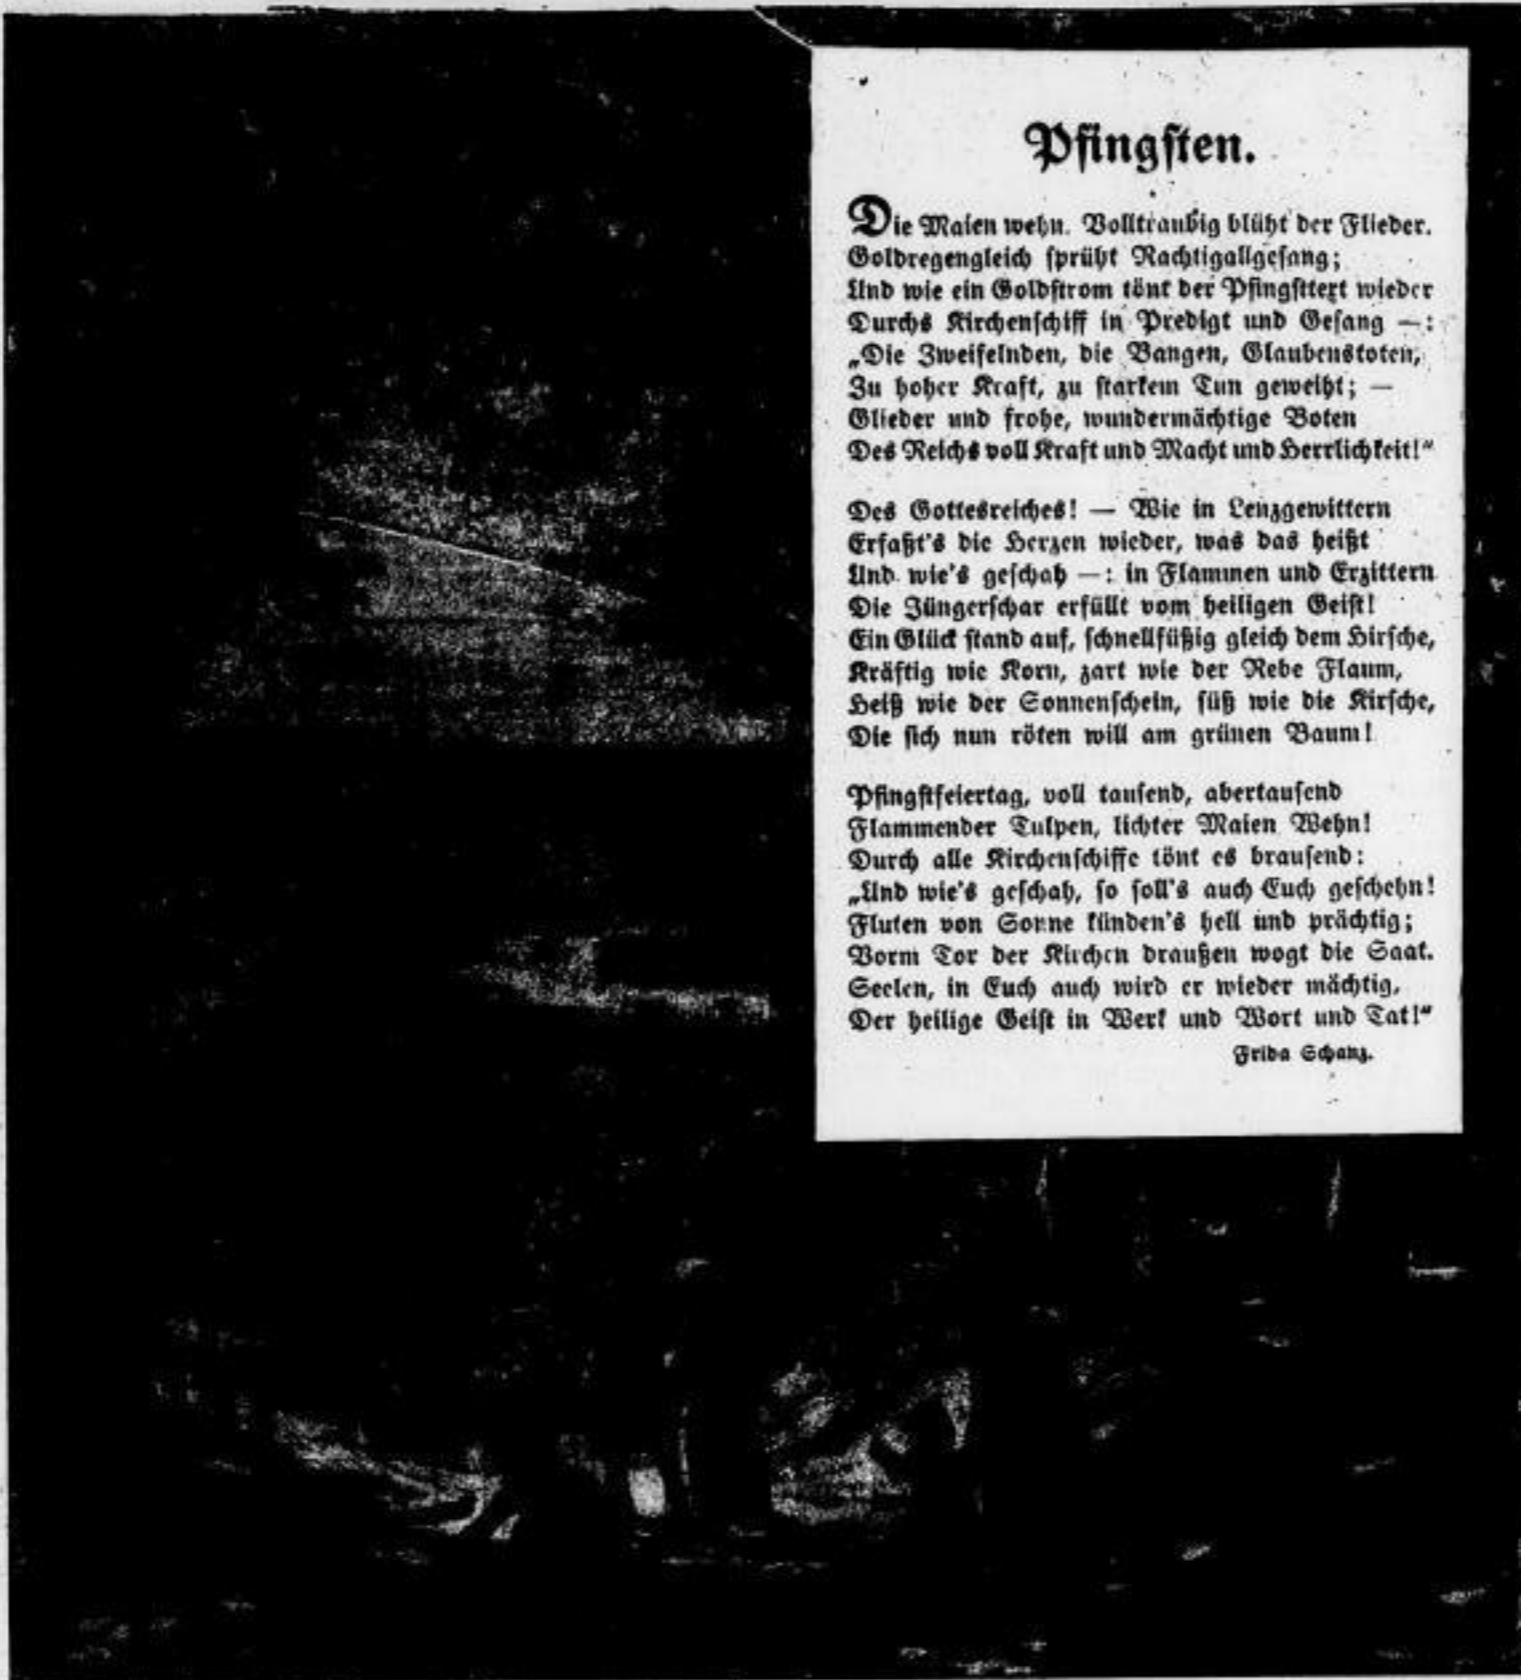 Pfingsten.
Die Maien wehn. Volltraubig blüht der Flieder.
Goldregengleich sprüht Nachtigallgesang;
Und wie ein Goldstrom tönt der Pfingsttext wieder
Durchs Kirchenschiff in Predigt und Gesang —:
„Die Zweifelnden, die Bangen, Glaubenstoten,
Zu hoher Kraft, zu starkem Tun geweiht; —
Glieder und frohe, wundermächtige Boten
Des Reichs voll Kraft und Macht und Herrlichkeit!“
Des Gottesreiches! — Wie in Lenzgewittern
Erfaßt's die Herzen wieder, was das heißt
Und wie's geschah —: in Flammen und Erzittern
Die Jüngerschar erfüllt vom heiligen Geist!
Ein Glück stand auf, schnellfüßig gleich dem Hirsche,
Kräftig wie Korn, zart wie der Rebe Flaum,
Heiß wie der Sonnenschein, süß wie die Kirsche,
Die sich nun röten will am grünen Baum!
Pfingstfeiertag, voll tausend, abertausend
Flammender Tulpen, lichter Maien Wehn!
Durch alle Kirchenschiffe tönt es brausend:
„Und wie's geschah, so soll's auch Euch geschehn!
Fluten von Sonne künden's hell und prächtig;
Vorm Tor der Kirchen draußen wogt die Saat.
Seelen, in Euch auch wird er wieder mächtig,
Der heilige Geist in Werk und Wort und Tat!“
Frida Schanz.